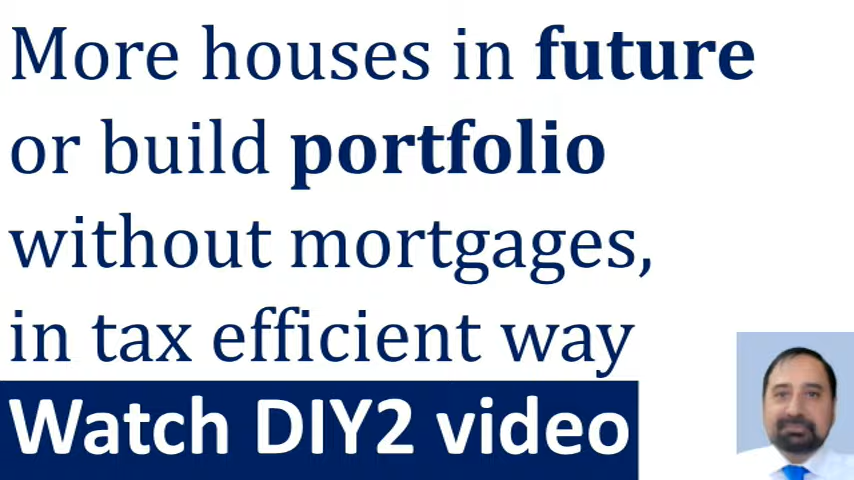 More houses in future
or build portfolio
without mortgages,
in tax efficient way
Watch DIY2 video